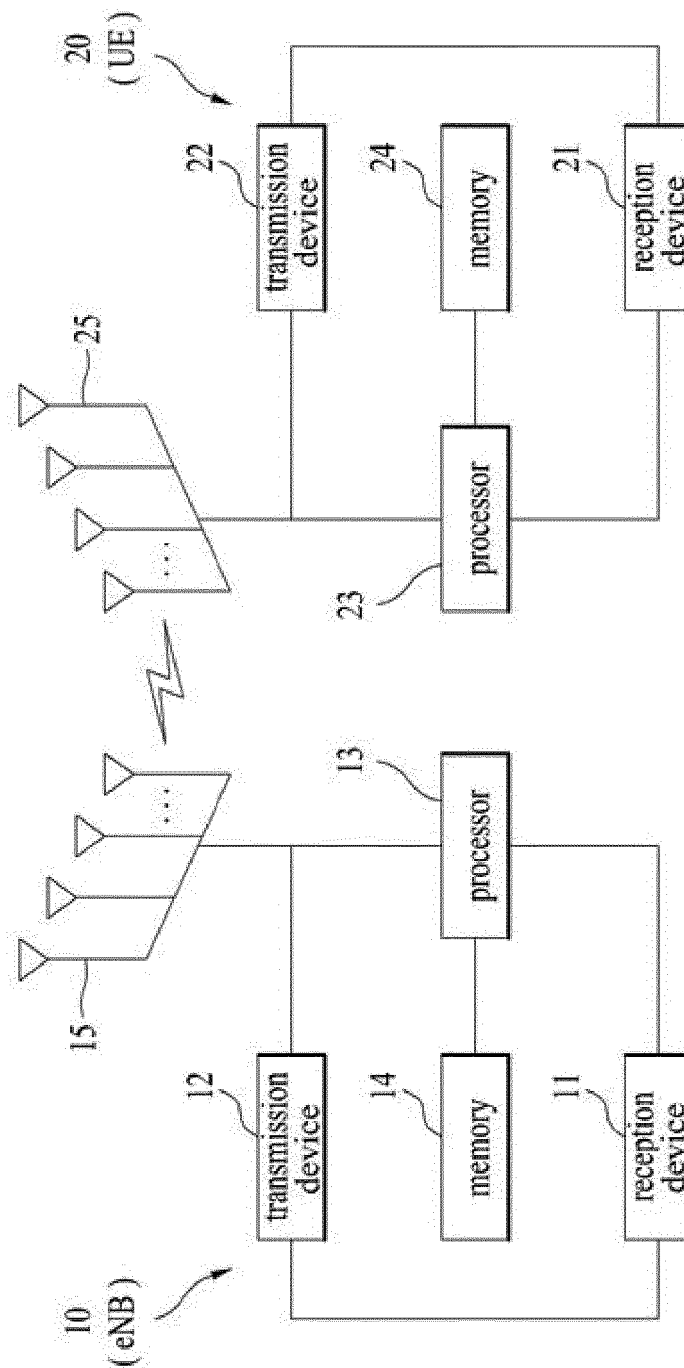 10
(eNB)
15
25
20
(UE)
...
...
12
transmission
device
22
transmission
device
13
23
14
memory
processor
processor
24
memory
11
reception
device
21
reception
device